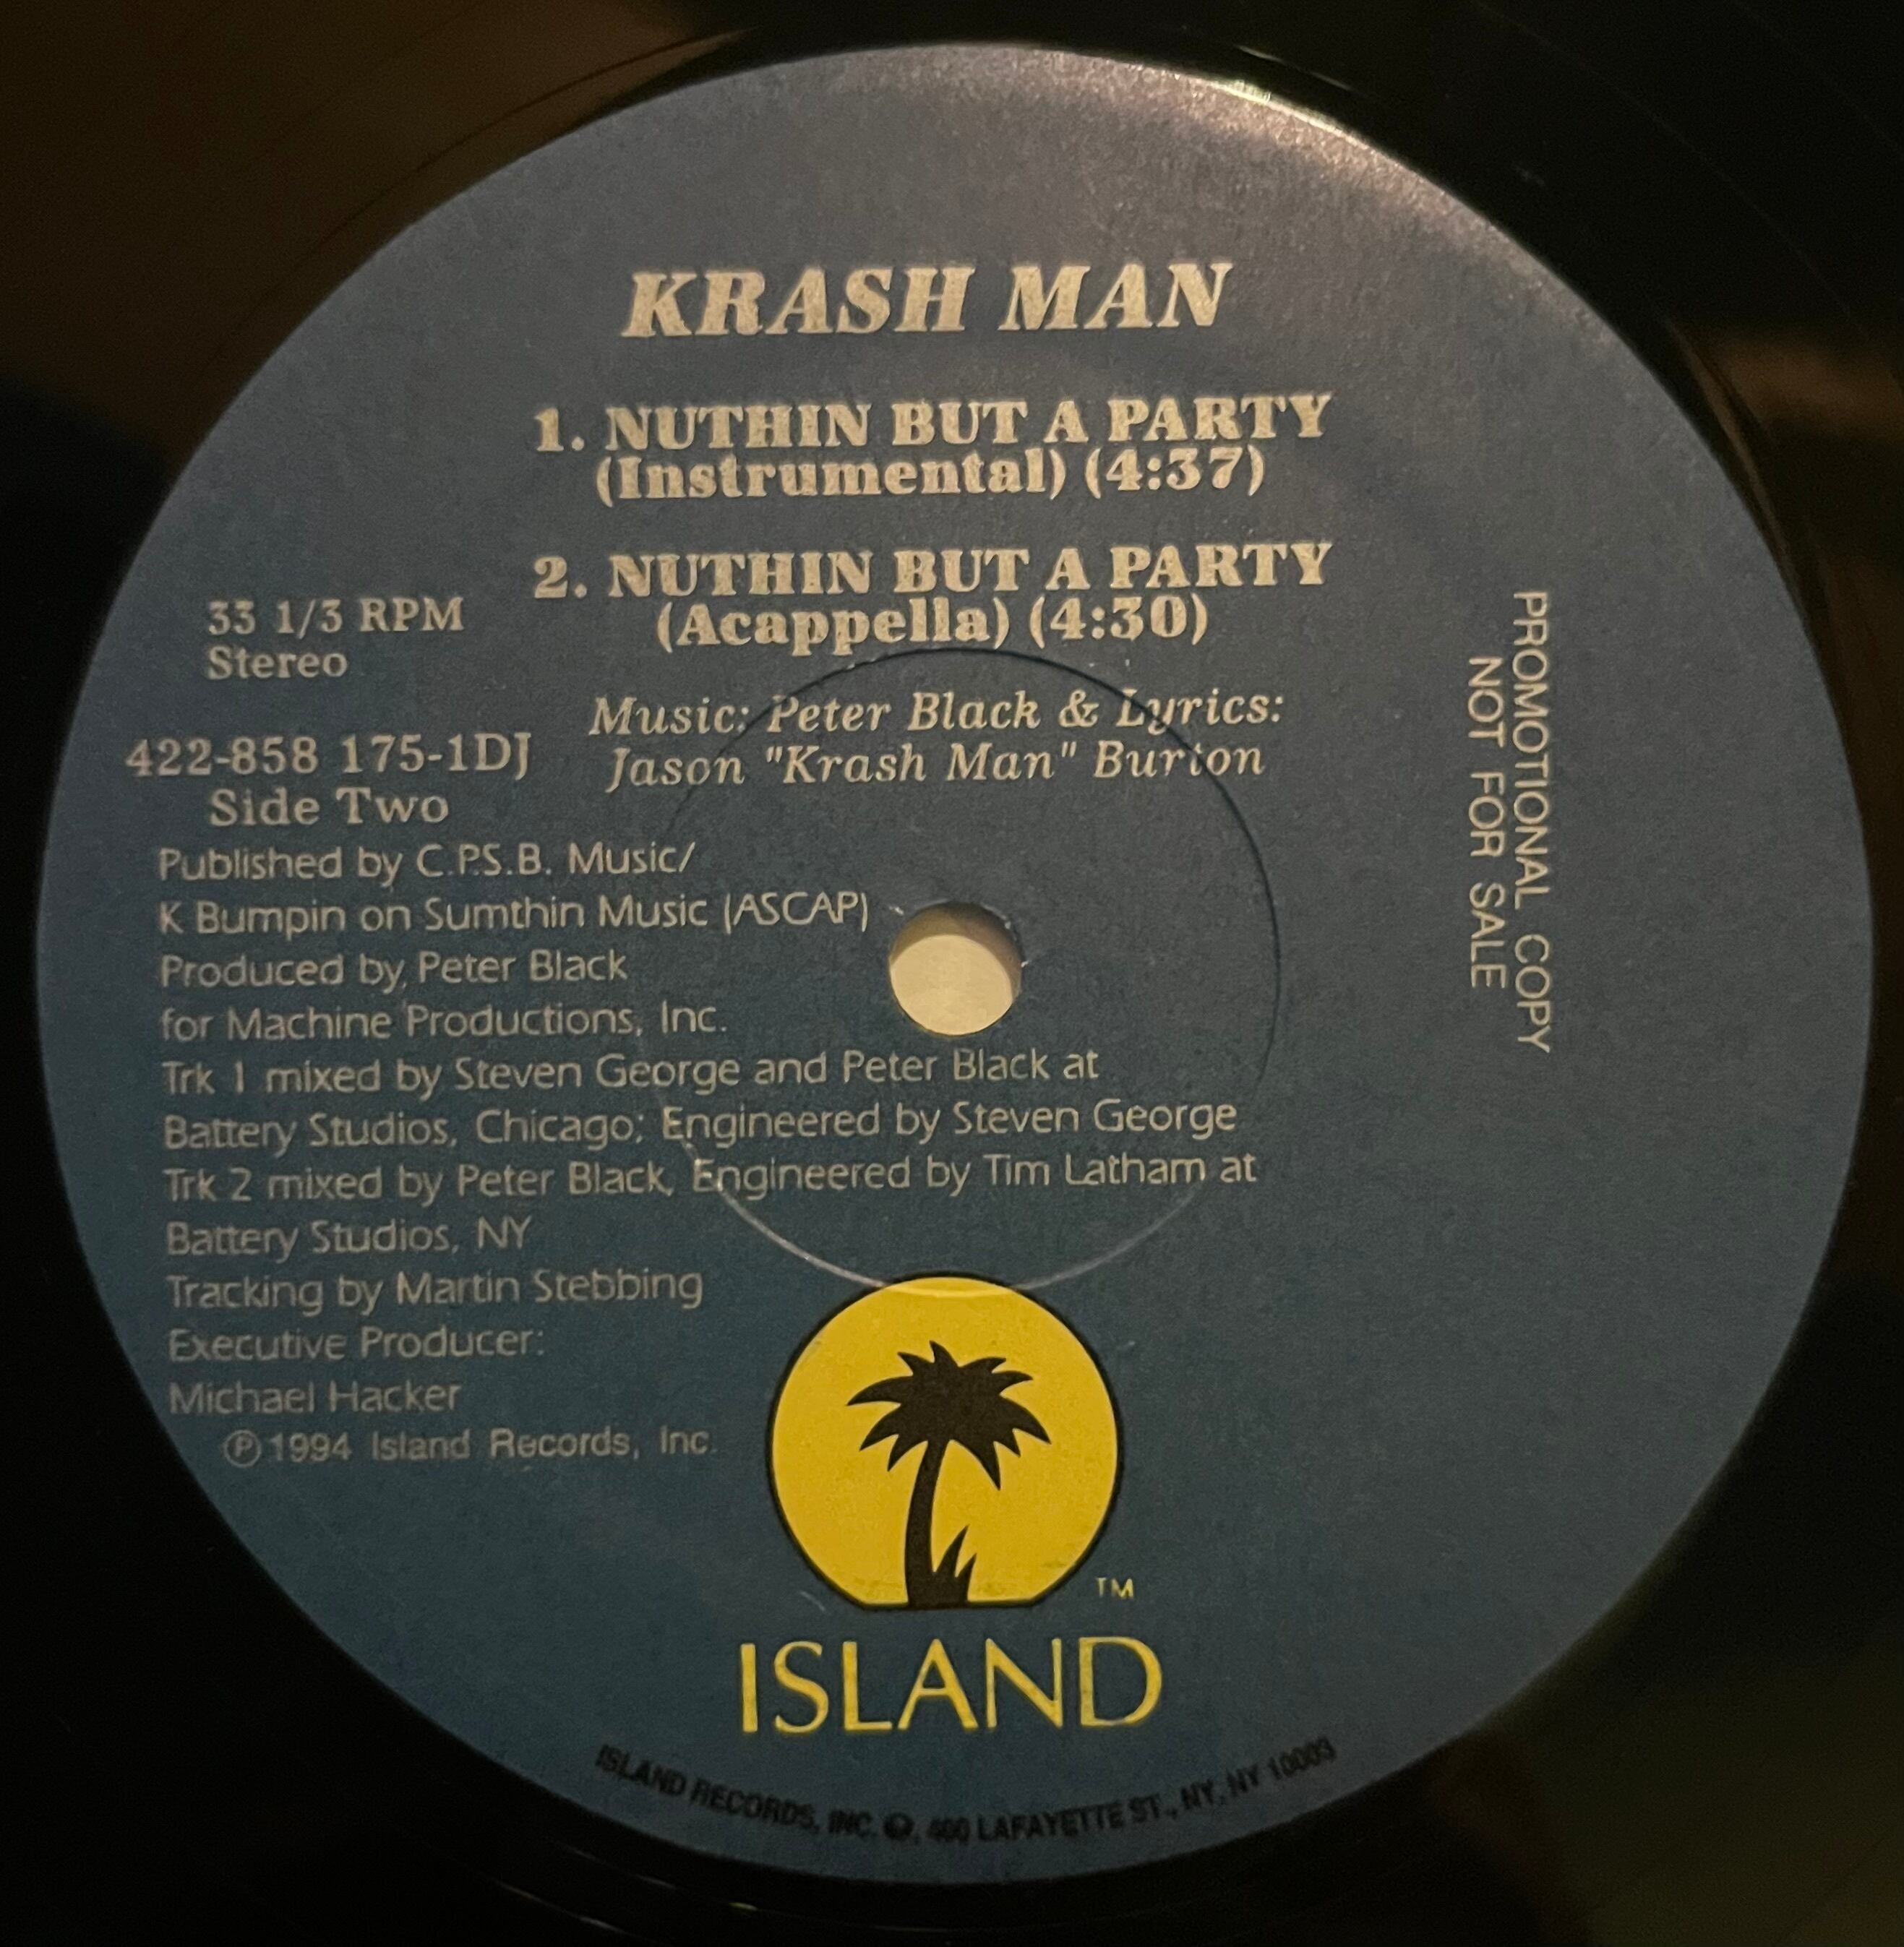 KRASH MAN
1. NUTHIN BUT A PARTY
(Instrumental) (4:37)
2. NUTHIN BUT A PARTY
(Acappella) (4:30)
33 1/3 RPM
Stereo
Music: Peter Black & Lyrics:
Jason "Krash Man" Burton
422-858 175-1DJ
Side Two
PROMOTIONAL COPY
NOT FOR SALE
Published by C.P.S.B. Music/
K Bumpin on Sumthin Music (ASCAP)
Produced by, Peter Black
for Machine Productions, Inc.
Trk 1 mixed by Steven George and Peter Black at
Battery Studios, Chicago; Engineered by Steven George
Trk 2 mixed by Peter Black, Engineered by Tim Latham at
Battery Studios, NY
Tracking by Martin Stebbing
Executive Producer:
Michael Hacker
℗ 1994 Island Records, Inc.
TM
ISLAND
ISLAND RECORDS, INC. ℗, 400 LAFAYETTE ST., NY, NY 10003